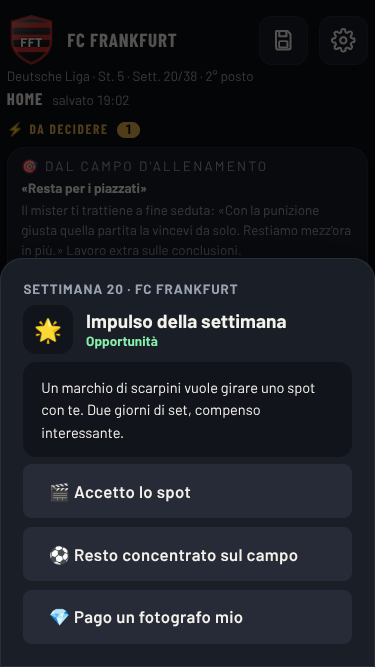 FFT
FC FRANKFURT
Deutsche Liga · St. 5 · Sett. 20/38 · 2° posto
HOME salvato 19:02
⚡ DA DECIDERE 1
🎯 DAL CAMPO D'ALLENAMENTO
«Resta per i piazzati»
Il mister ti trattiene a fine seduta: «Con la punizione
giusta quella partita la vincevi da solo. Restiamo mezz'ora
in più.» Lavoro extra sulle conclusioni.
SETTIMANA 20 · FC FRANKFURT
🌟 Impulso della settimana
Opportunità
Un marchio di scarpini vuole girare uno spot
con te. Due giorni di set, compenso
interessante.
🎬 Accetto lo spot
⚽ Resto concentrato sul campo
💎 Pago un fotografo mio